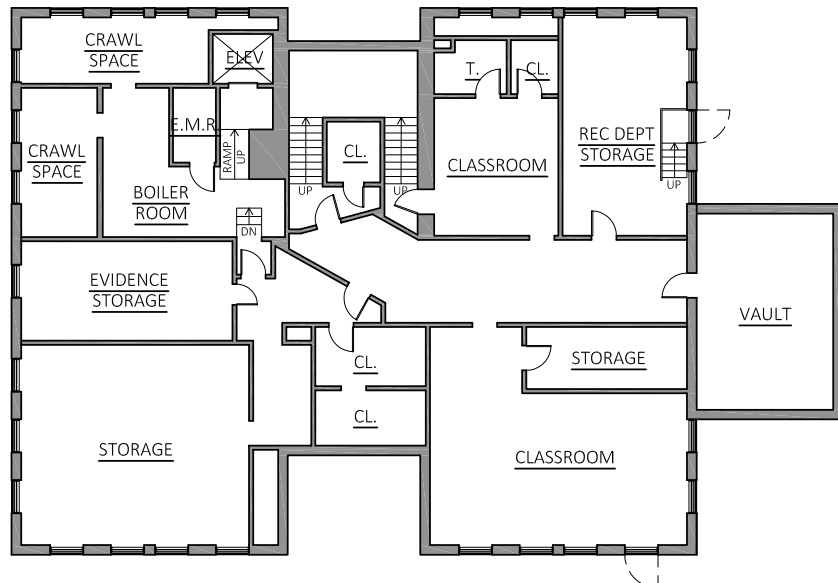 CRAWL
SPACE
ELEV
T.
CL.
E.M.R.
RAMP
UP
CRAWL
SPACE
CL.
CLASSROOM
REC DEPT
STORAGE
UP
UP
UP
BOILER
ROOM
DN
EVIDENCE
STORAGE
VAULT
STORAGE
CL.
CL.
STORAGE
CLASSROOM